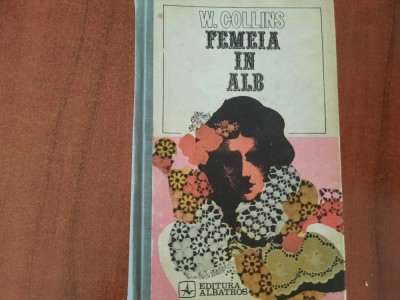 W. COLLINS
FEMEIA
IN
ALB
EDITURA
ALBATROS